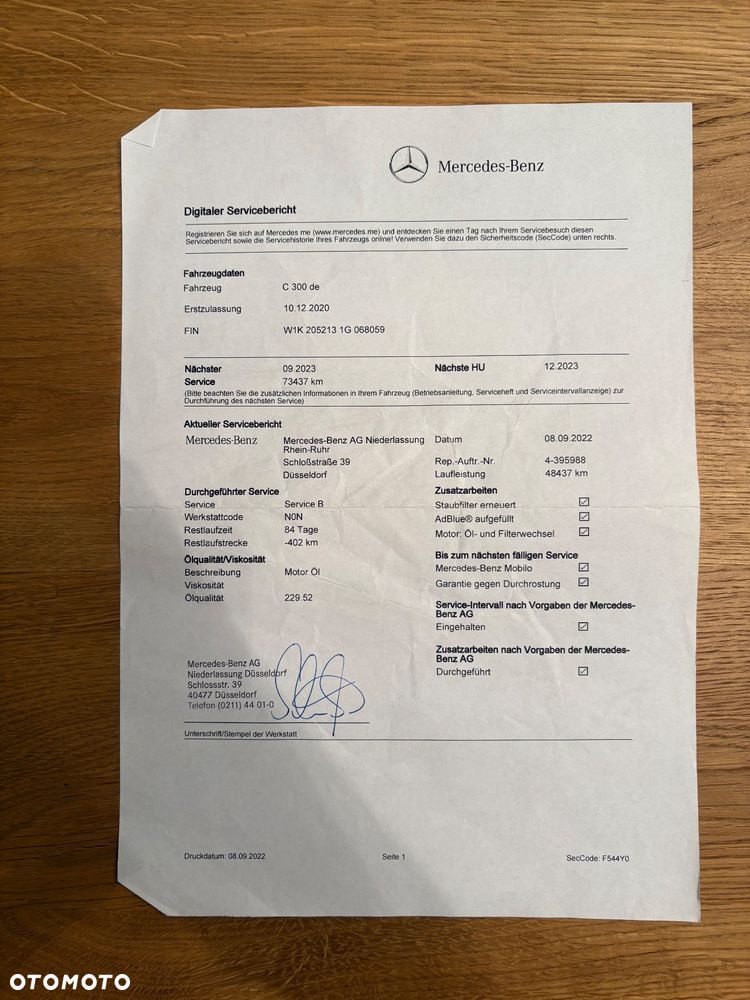 Mercedes-Benz
Digitaler Servicebericht
Registrieren Sie sich auf Mercedes me (www.mercedes.me) und entdecken Sie einen Tag nach Ihrem Servicebesuch diesen
Servicebericht sowie die Servicehistorie Ihres Fahrzeugs online! Verwenden Sie dazu den Sicherheitscode (SecCode) unten rechts.
Fahrzeugdaten
Fahrzeug C 300 de
Erstzulassung 10.12.2020
FIN W1K 205213 1G 068059
Nächster 09.2023 Nächste HU 12.2023
Service 73437 km
(Bitte beachten Sie die zusätzlichen Informationen in Ihrem Fahrzeug (Betriebsanleitung, Serviceheft und Serviceintervallanzeige) zur
Durchführung des nächsten Service)
Aktueller Servicebericht
Mercedes-Benz Mercedes-Benz AG Niederlassung Datum 08.09.2022
Rhein-Ruhr
Schloßstraße 39 Rep.-Auftr.-Nr. 4-395988
Düsseldorf Laufleistung 48437 km
Durchgeführter Service Zusatzarbeiten
Service Service B Staubfilter erneuert ☑
Werkstattcode N0N AdBlue® aufgefüllt ☑
Restlaufzeit 84 Tage Motor: Öl- und Filterwechsel ☑
Restlaufstrecke -402 km
Ölqualität/Viskosität Bis zum nächsten fälligen Service
Beschreibung Motor Öl Mercedes-Benz Mobilo ☑
Viskosität Garantie gegen Durchrostung ☑
Ölqualität 229.52
Service-Intervall nach Vorgaben der Mercedes-
Benz AG
Eingehalten ☑
Zusatzarbeiten nach Vorgaben der Mercedes-
Benz AG
Durchgeführt ☑
Mercedes-Benz AG
Niederlassung Düsseldorf
Schlossstr. 39
40477 Düsseldorf
Telefon (0211) 44 01-0
Unterschrift/Stempel der Werkstatt
Druckdatum: 08.09.2022 Seite 1 SecCode: F544Y0
OTOMOTO